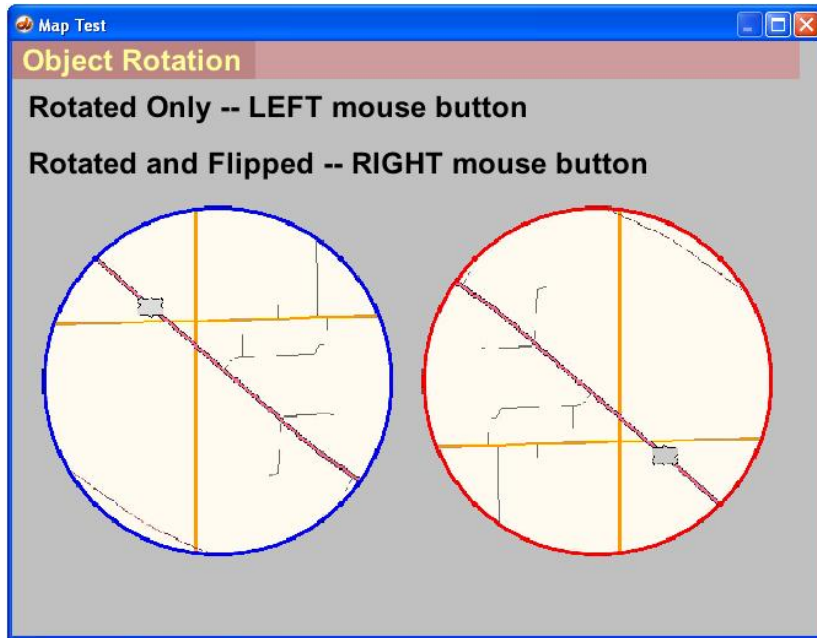 Map Test
Object Rotation
Rotated Only -- LEFT mouse button
Rotated and Flipped -- RIGHT mouse button